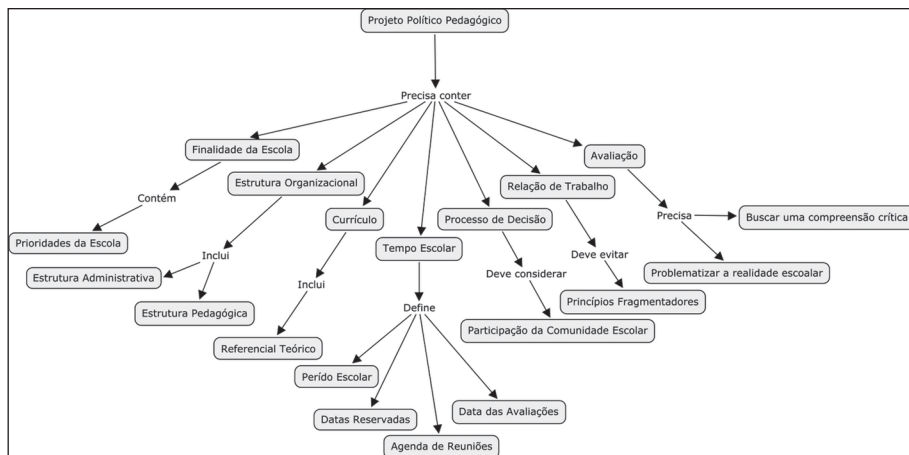 Projeto Político Pedagógico
Precisa conter
Finalidade da Escola
Avaliação
Estrutura Organizacional
Relação de Trabalho
Contém
Currículo
Processo de Decisão
Precisa
Buscar uma compreensão crítica
Prioridades da Escola
Tempo Escolar
Inclui
Deve evitar
Estrutura Administrativa
Deve considerar
Problematizar a realidade escoalar
Inclui
Princípios Fragmentadores
Estrutura Pedagógica
Define
Participação da Comunidade Escolar
Referencial Teórico
Perído Escolar
Datas Reservadas
Data das Avaliações
Agenda de Reuniões